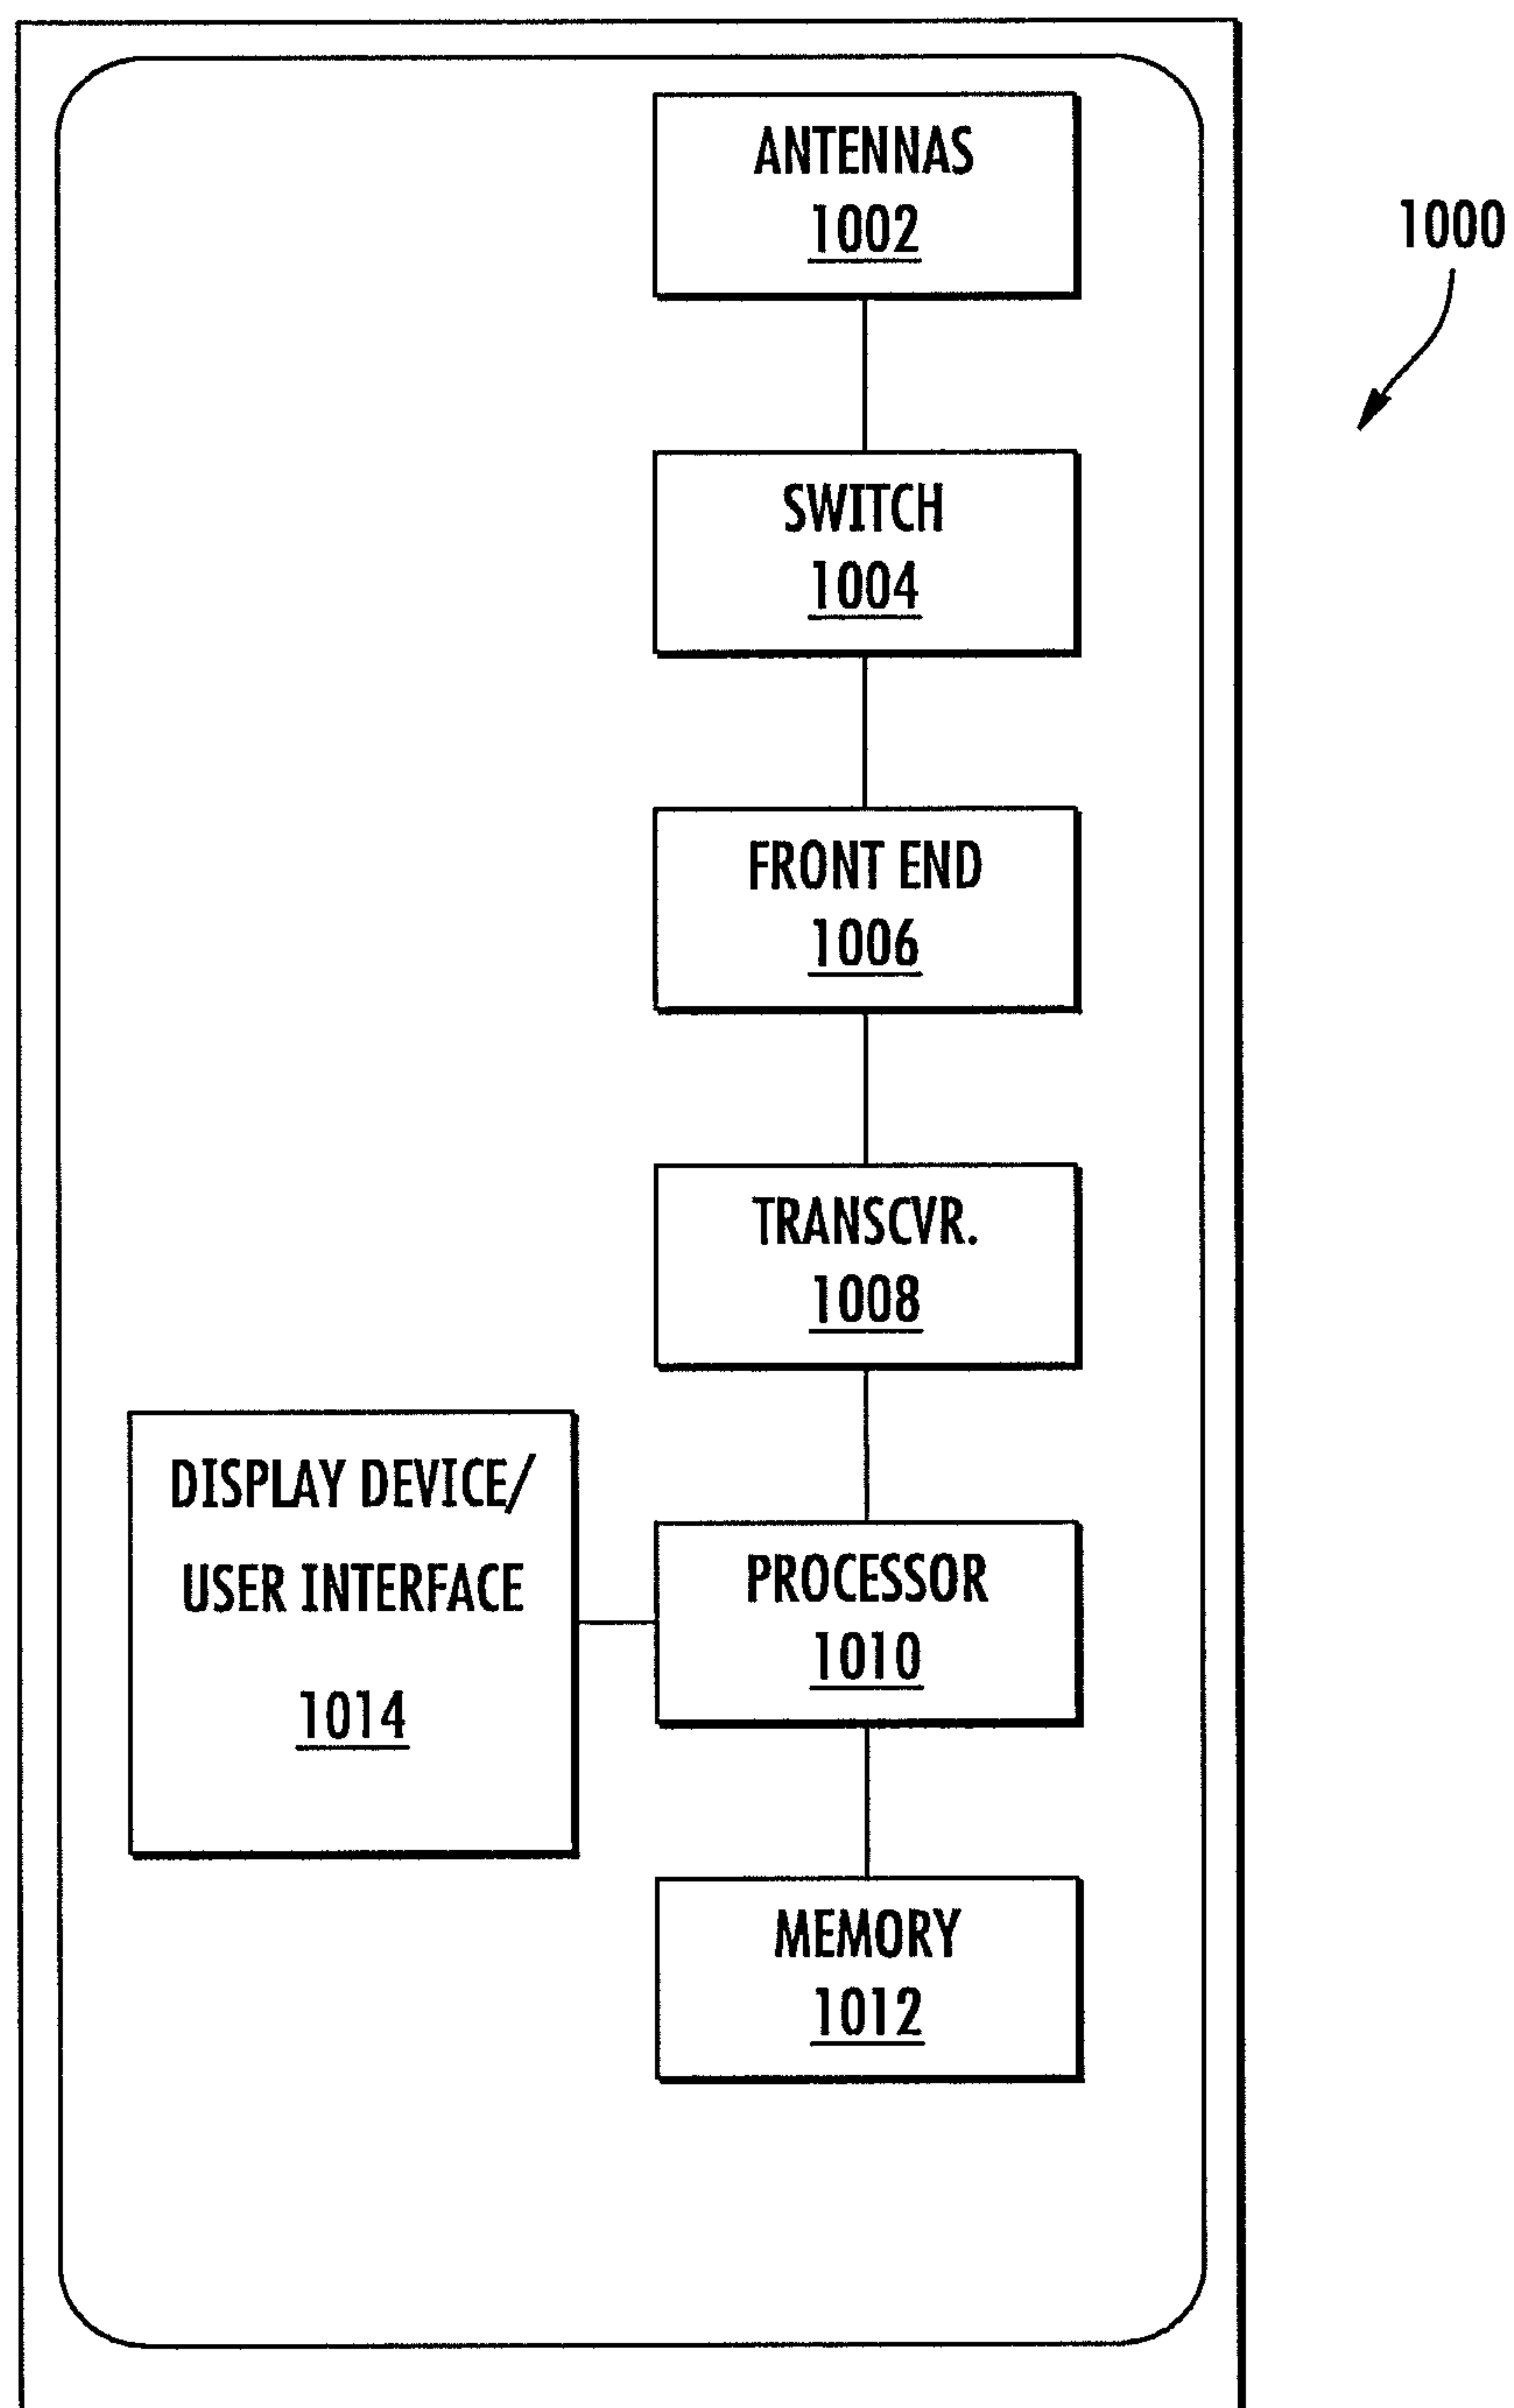 ANTENNAS
1002
1000
SWITCH
1004
FRONT END
1006
TRANSCVR.
1008
DISPLAY DEVICE/
USER INTERFACE
1014
PROCESSOR
1010
MEMORY
1012